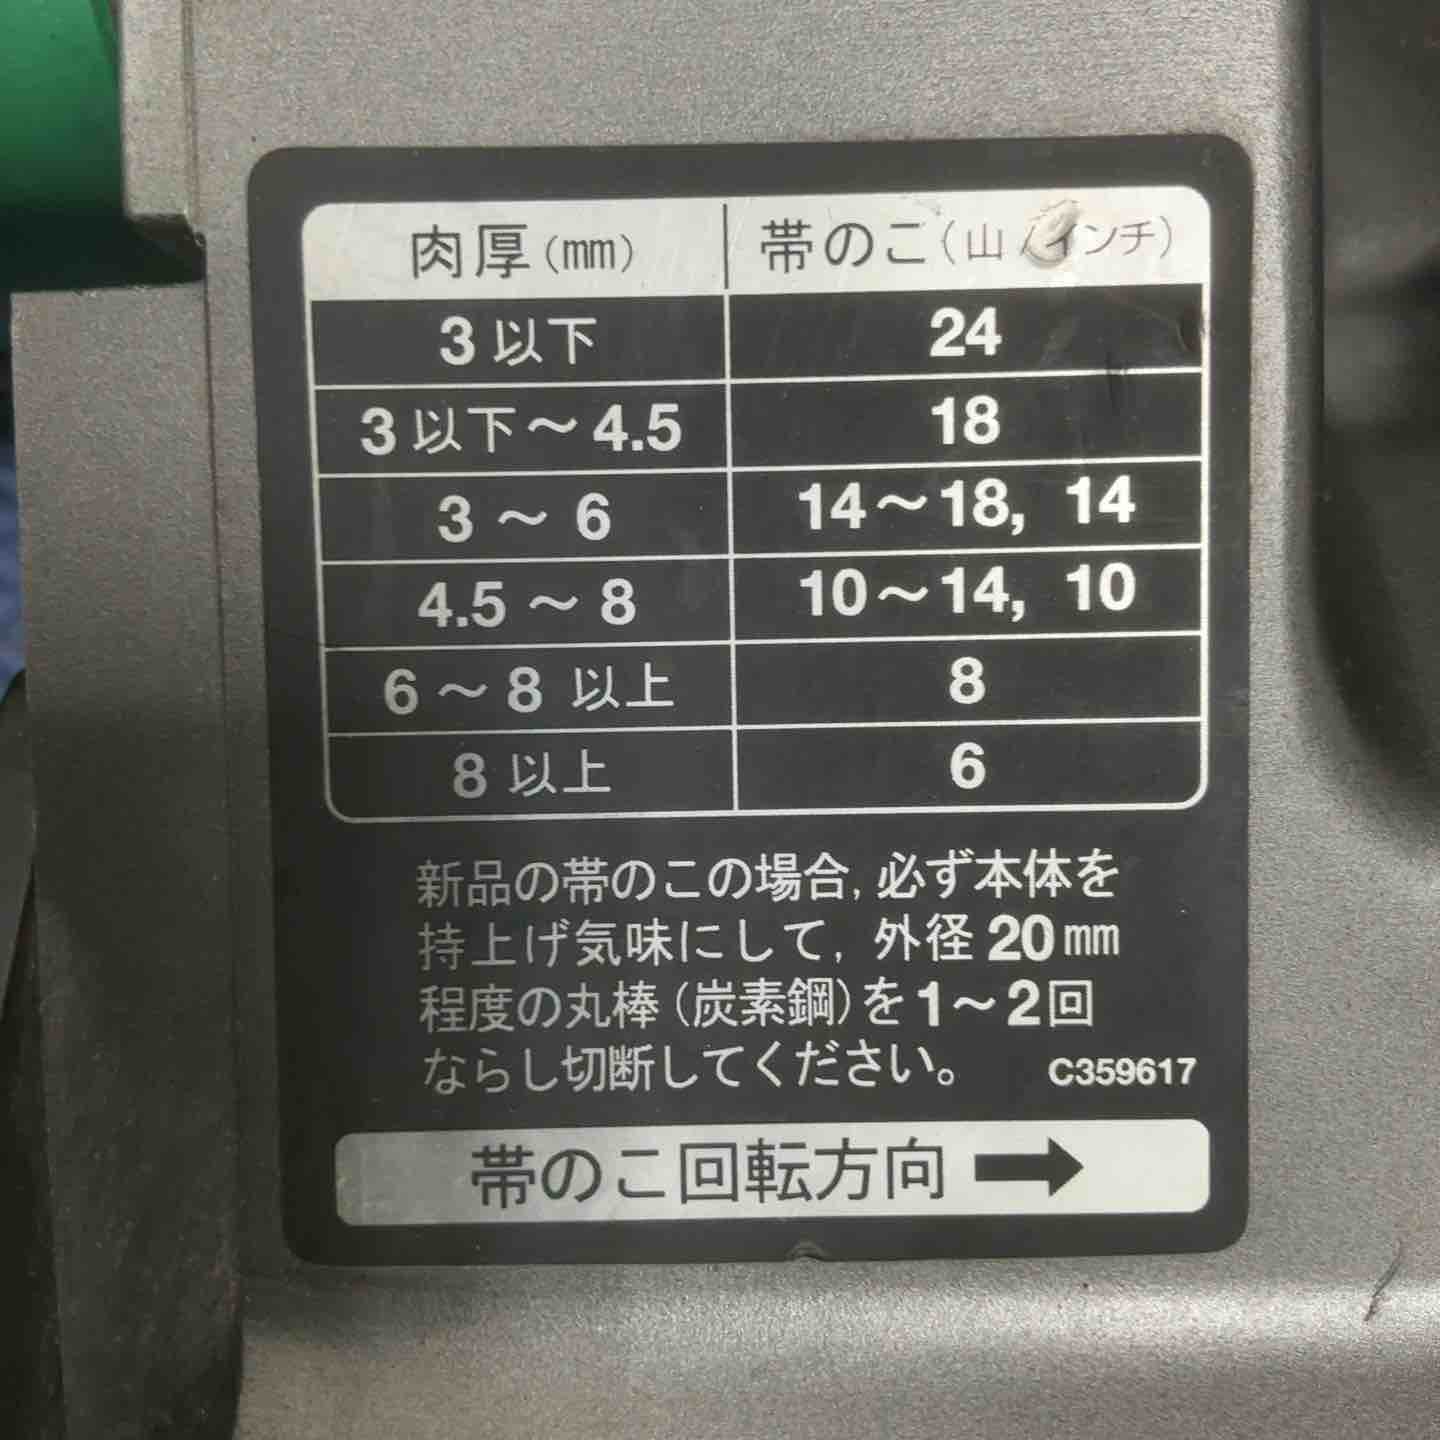 肉厚(mm) 帯のこ(山/インチ)
3以下 24
3以下～4.5 18
3～6 14～18, 14
4.5～8 10～14, 10
6～8以上 8
8以上 6
新品の帯のこの場合,必ず本体を
持上げ気味にして,外径20mm
程度の丸棒(炭素鋼)を1～2回
ならし切断してください。 C359617
帯のこ回転方向→